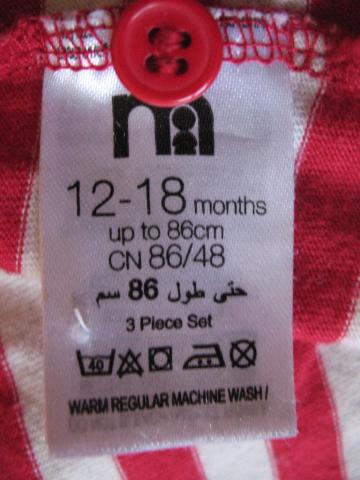 m
12-18 months
up to 86cm
CN 86/48
حتى طول 86 سم
3 Piece Set
40
WARM REGULAR MACHINE WASH /